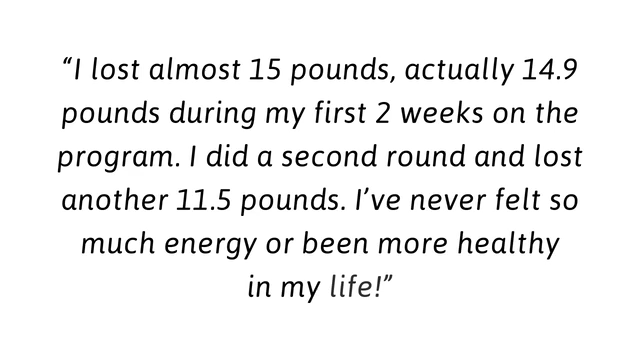 “I lost almost 15 pounds, actually 14.9
pounds during my first 2 weeks on the
program. I did a second round and lost
another 11.5 pounds. I’ve never felt so
much energy or been more healthy
in my life!”